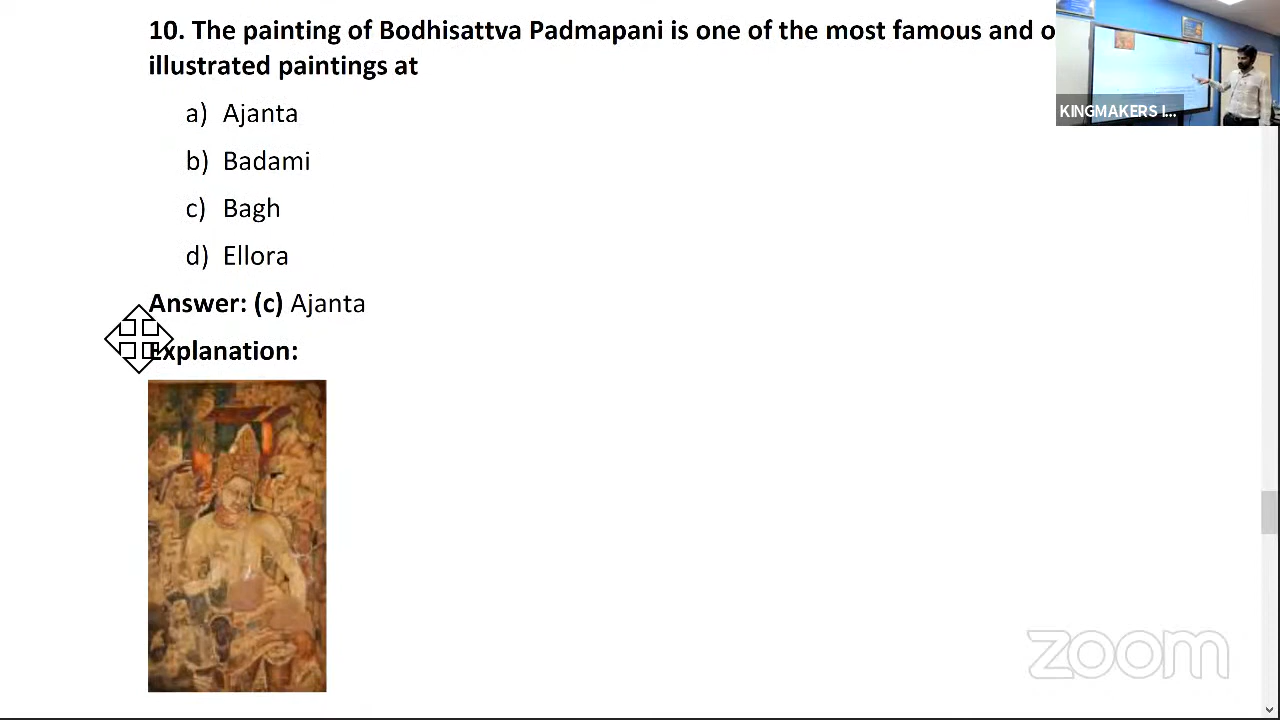 10. The painting of Bodhisattva Padmapani is one of the most famous and
illustrated paintings at
a) Ajanta
b) Badami
c) Bagh
d) Ellora
Answer: (c) Ajanta
Explanation:
KINGMAKERS I...
zoom